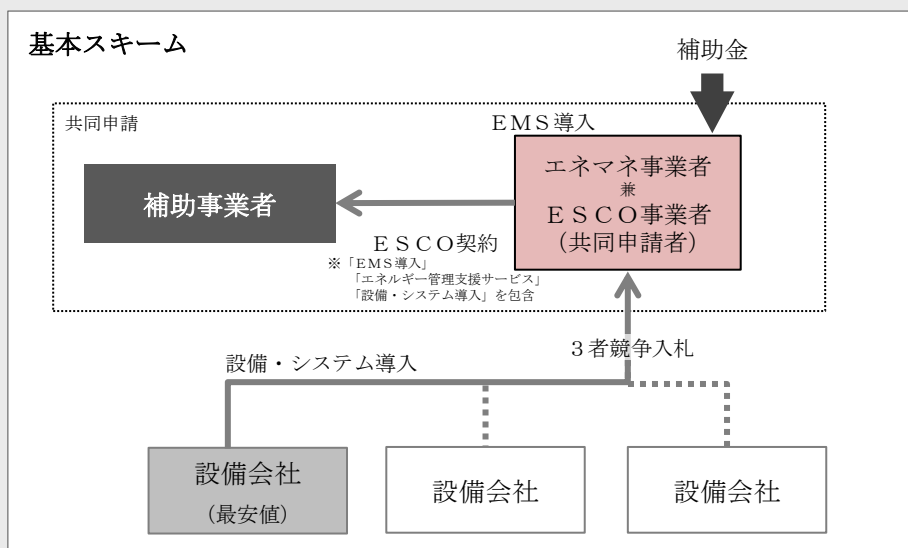 基本スキーム
補助金
共同申請
ＥＭＳ導入
エネマネ事業者
兼
ＥＳＣＯ事業者
（共同申請者）
補助事業者
ＥＳＣＯ契約
※「ＥＭＳ導入」
「エネルギー管理支援サービス」
「設備・システム導入」を包含
３者競争入札
設備・システム導入
設備会社
（最安値）
設備会社
設備会社